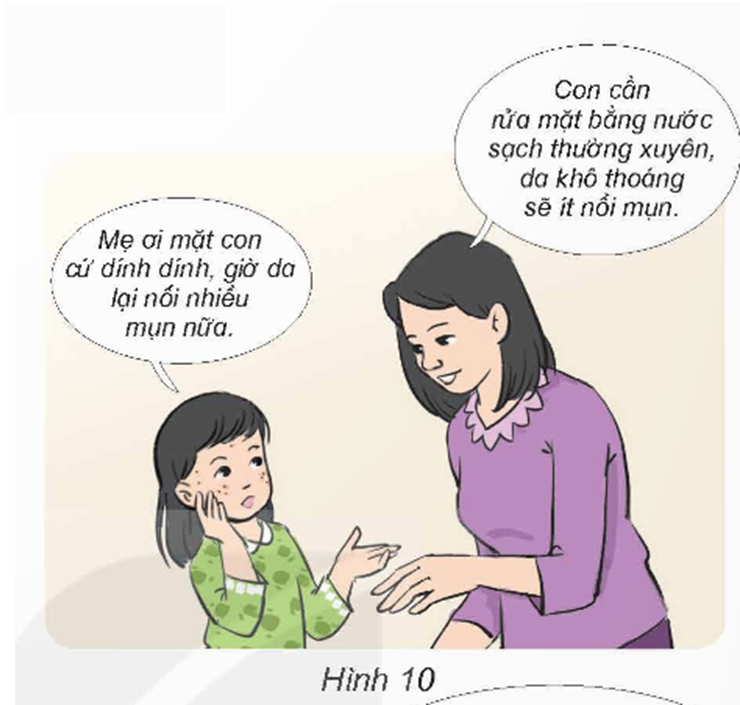 Mẹ ơi mặt con
cứ dính dính, giờ da
lại nổi nhiều
mụn nữa.
Con cần
rửa mặt bằng nước
sạch thường xuyên,
da khô thoáng
sẽ ít nổi mụn.
Hình 10